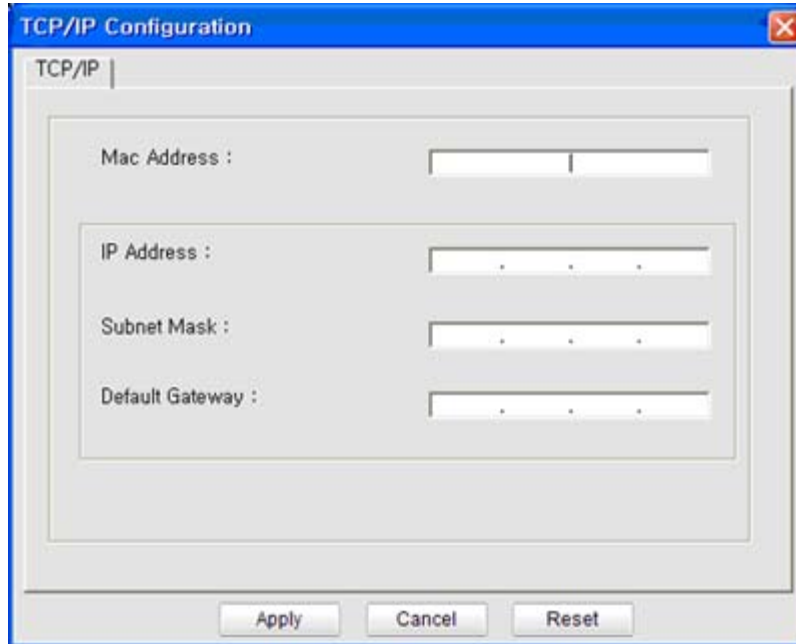 TCP/IP Configuration
TCP/IP
Mac Address :
IP Address :
. . .
Subnet Mask :
. . .
Default Gateway :
. . .
Apply Cancel Reset